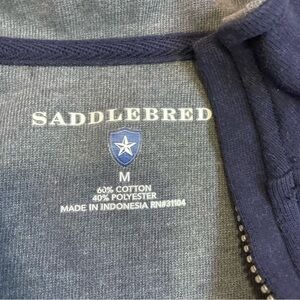 SADDLEBRED
M
60% COTTON
40% POLYESTER
MADE IN INDONESIA RN#31104